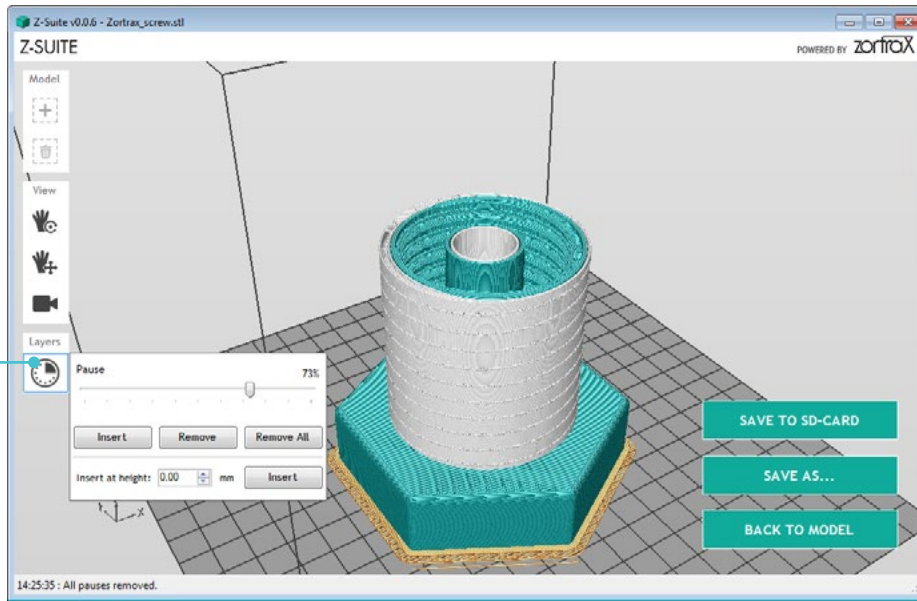 Z-Suite v0.0.6 - Zortrax_screw.stl
Z-SUITE
POWERED BY zortrax
Model
View
Layers
Pause
73%
Insert Remove Remove All
Insert at height: 0.00 mm Insert
SAVE TO SD-CARD
SAVE AS...
BACK TO MODEL
X
14:25:35 : All pauses removed.